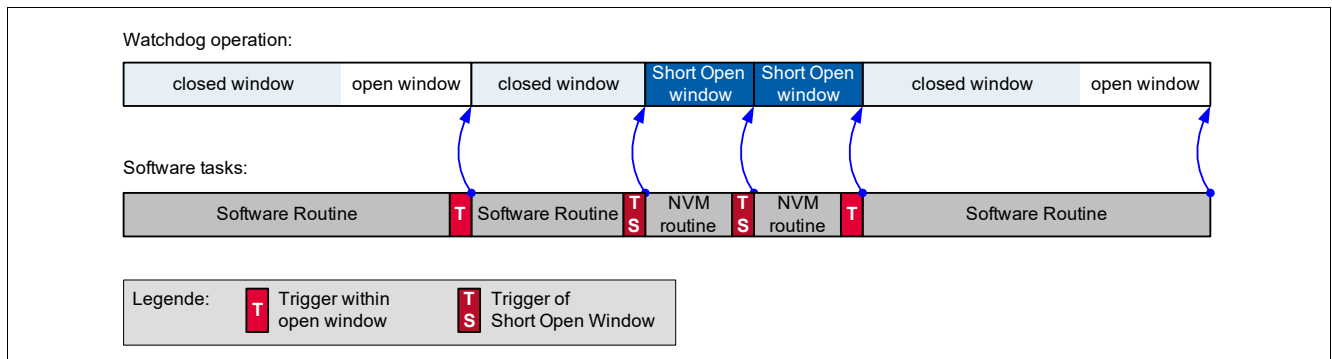 Watchdog operation:
closed window open window closed window Short Open Short Open closed window open window
window window
Software tasks:
Software Routine T Software Routine T NVM T NVM T Software Routine
S routine S routine
Legende: T Trigger within T Trigger of
open window S Short Open Window